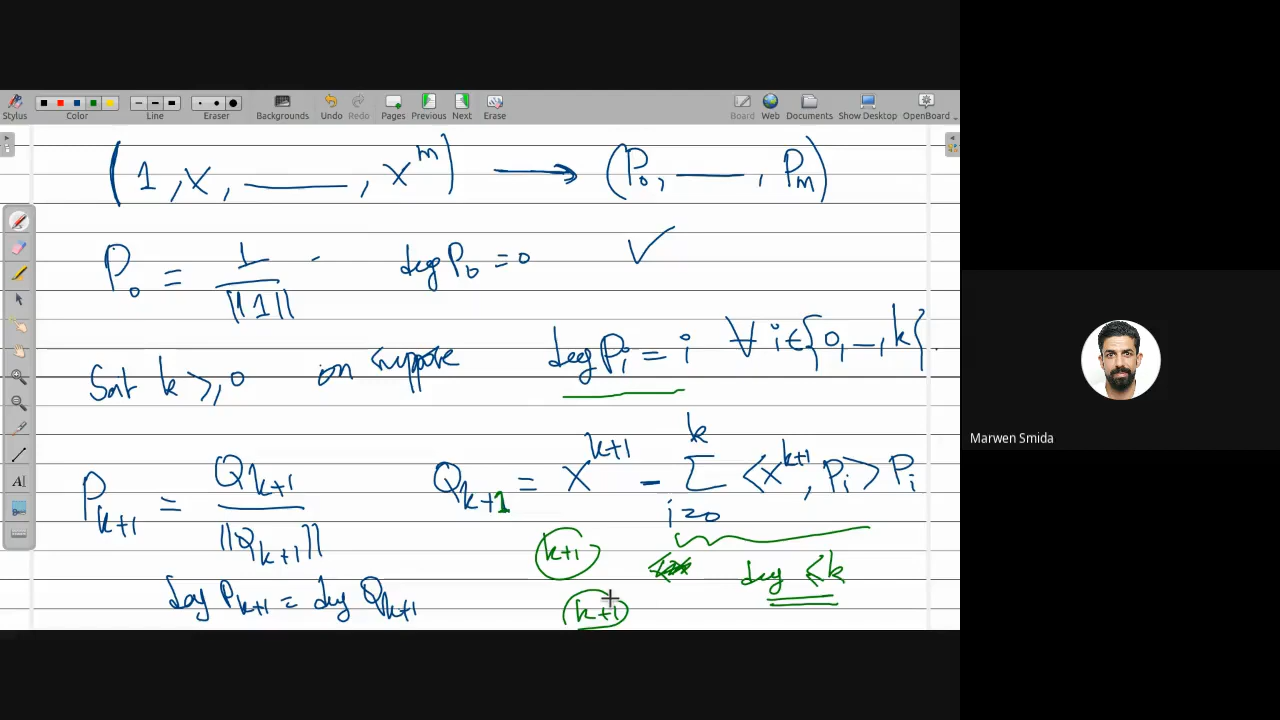 Stylus Color Line Eraser Backgrounds Undo Redo Pages Previous Next Erase Board Web Documents Show Desktop OpenBoard
(1, X, ——, X^m) ⟶ (P_0, ——, P_m)
P_0 = 1/||1|| . deg P_0 = 0 ✓
Soit k ≥ 0 on suppose deg P_i = i ∀ i ∈ {0, –, k}.
P_{k+1} = Q_{k+1}/||Q_{k+1}|| Q_{k+1} = X^{k+1} - ∑_{i=0}^{k} <X^{k+1}, P_i> P_i
k+1 deg ≤ k
deg P_{k+1} = deg Q_{k+1} k+1
Marwen Smida